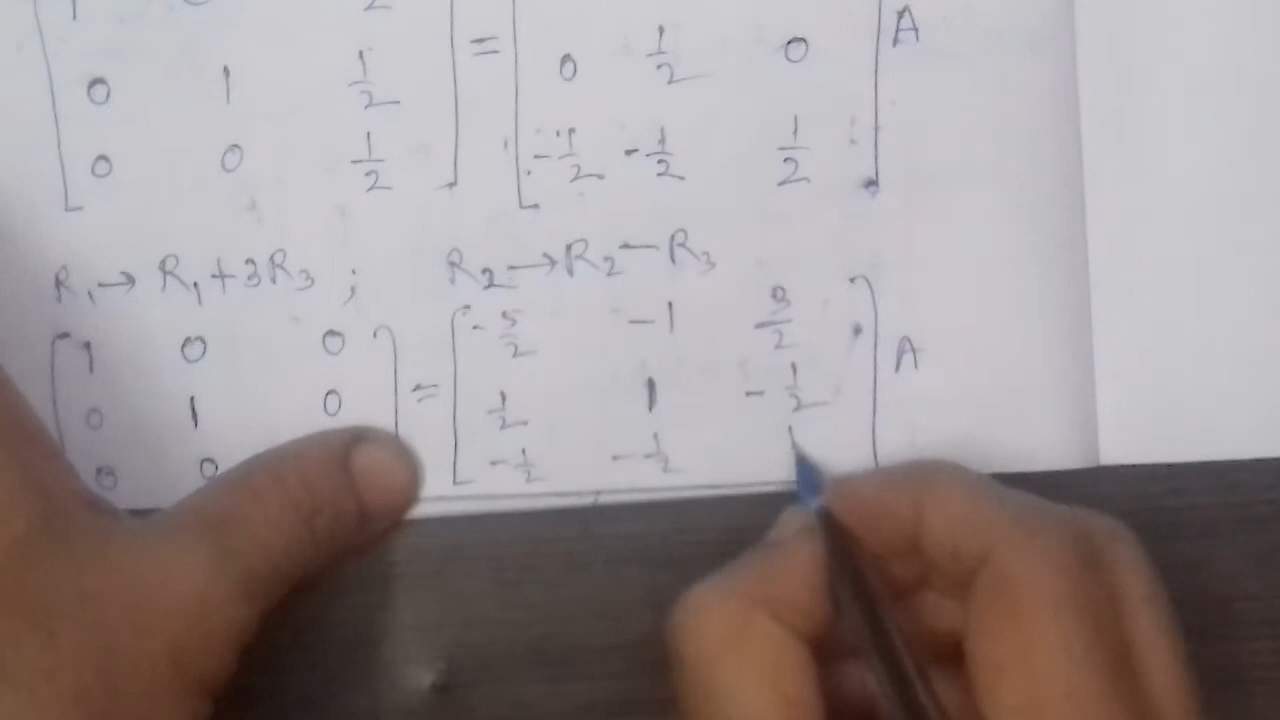 = A
0 1 1/2 0 1/2 0
0 0 1/2 -1/2 -1/2 1/2
R₁→ R₁+3R₃ ; R₂→R₂-R₃
1 0 0 = -5/2 -1 3/2 A
0 1 0 1/2 1 -1/2
0 0 -1/2 -1/2